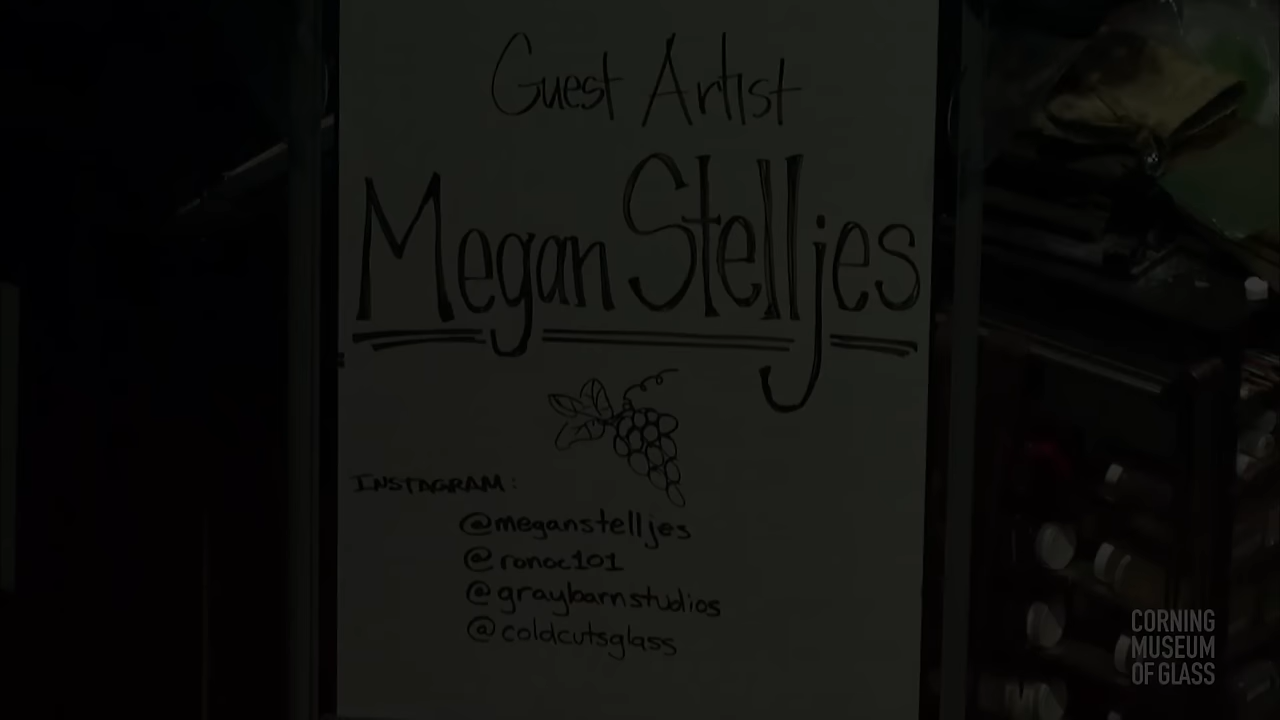 Guest Artist
Megan Stelljes
INSTAGRAM:
@meganstelljes
@ronoc101
@graybarnstudios
@coldcutsglass
CORNING
MUSEUM
OF GLASS